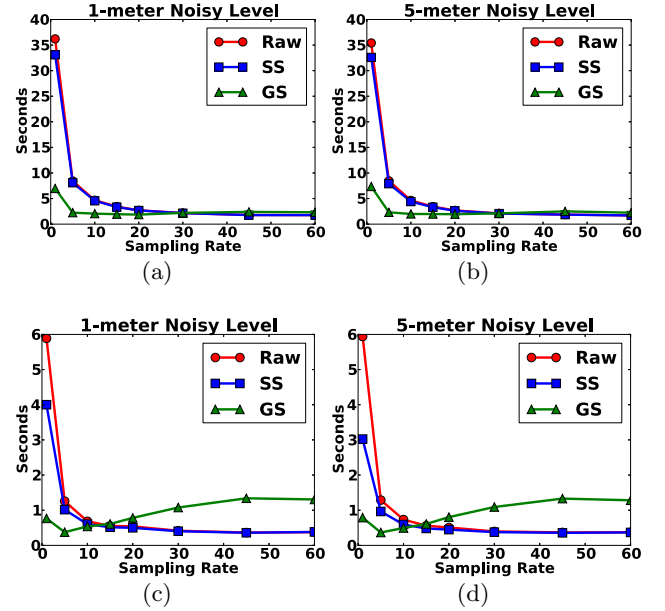 1-meter Noisy Level
40
35
30
25
20
15
10
5
0
Seconds
Raw
SS
GS
0 10 20 30 40 50 60
Sampling Rate
(a)
5-meter Noisy Level
40
35
30
25
20
15
10
5
0
Seconds
Raw
SS
GS
0 10 20 30 40 50 60
Sampling Rate
(b)
1-meter Noisy Level
6
5
4
3
2
1
0
Seconds
Raw
SS
GS
0 10 20 30 40 50 60
Sampling Rate
(c)
5-meter Noisy Level
6
5
4
3
2
1
0
Seconds
Raw
SS
GS
0 10 20 30 40 50 60
Sampling Rate
(d)